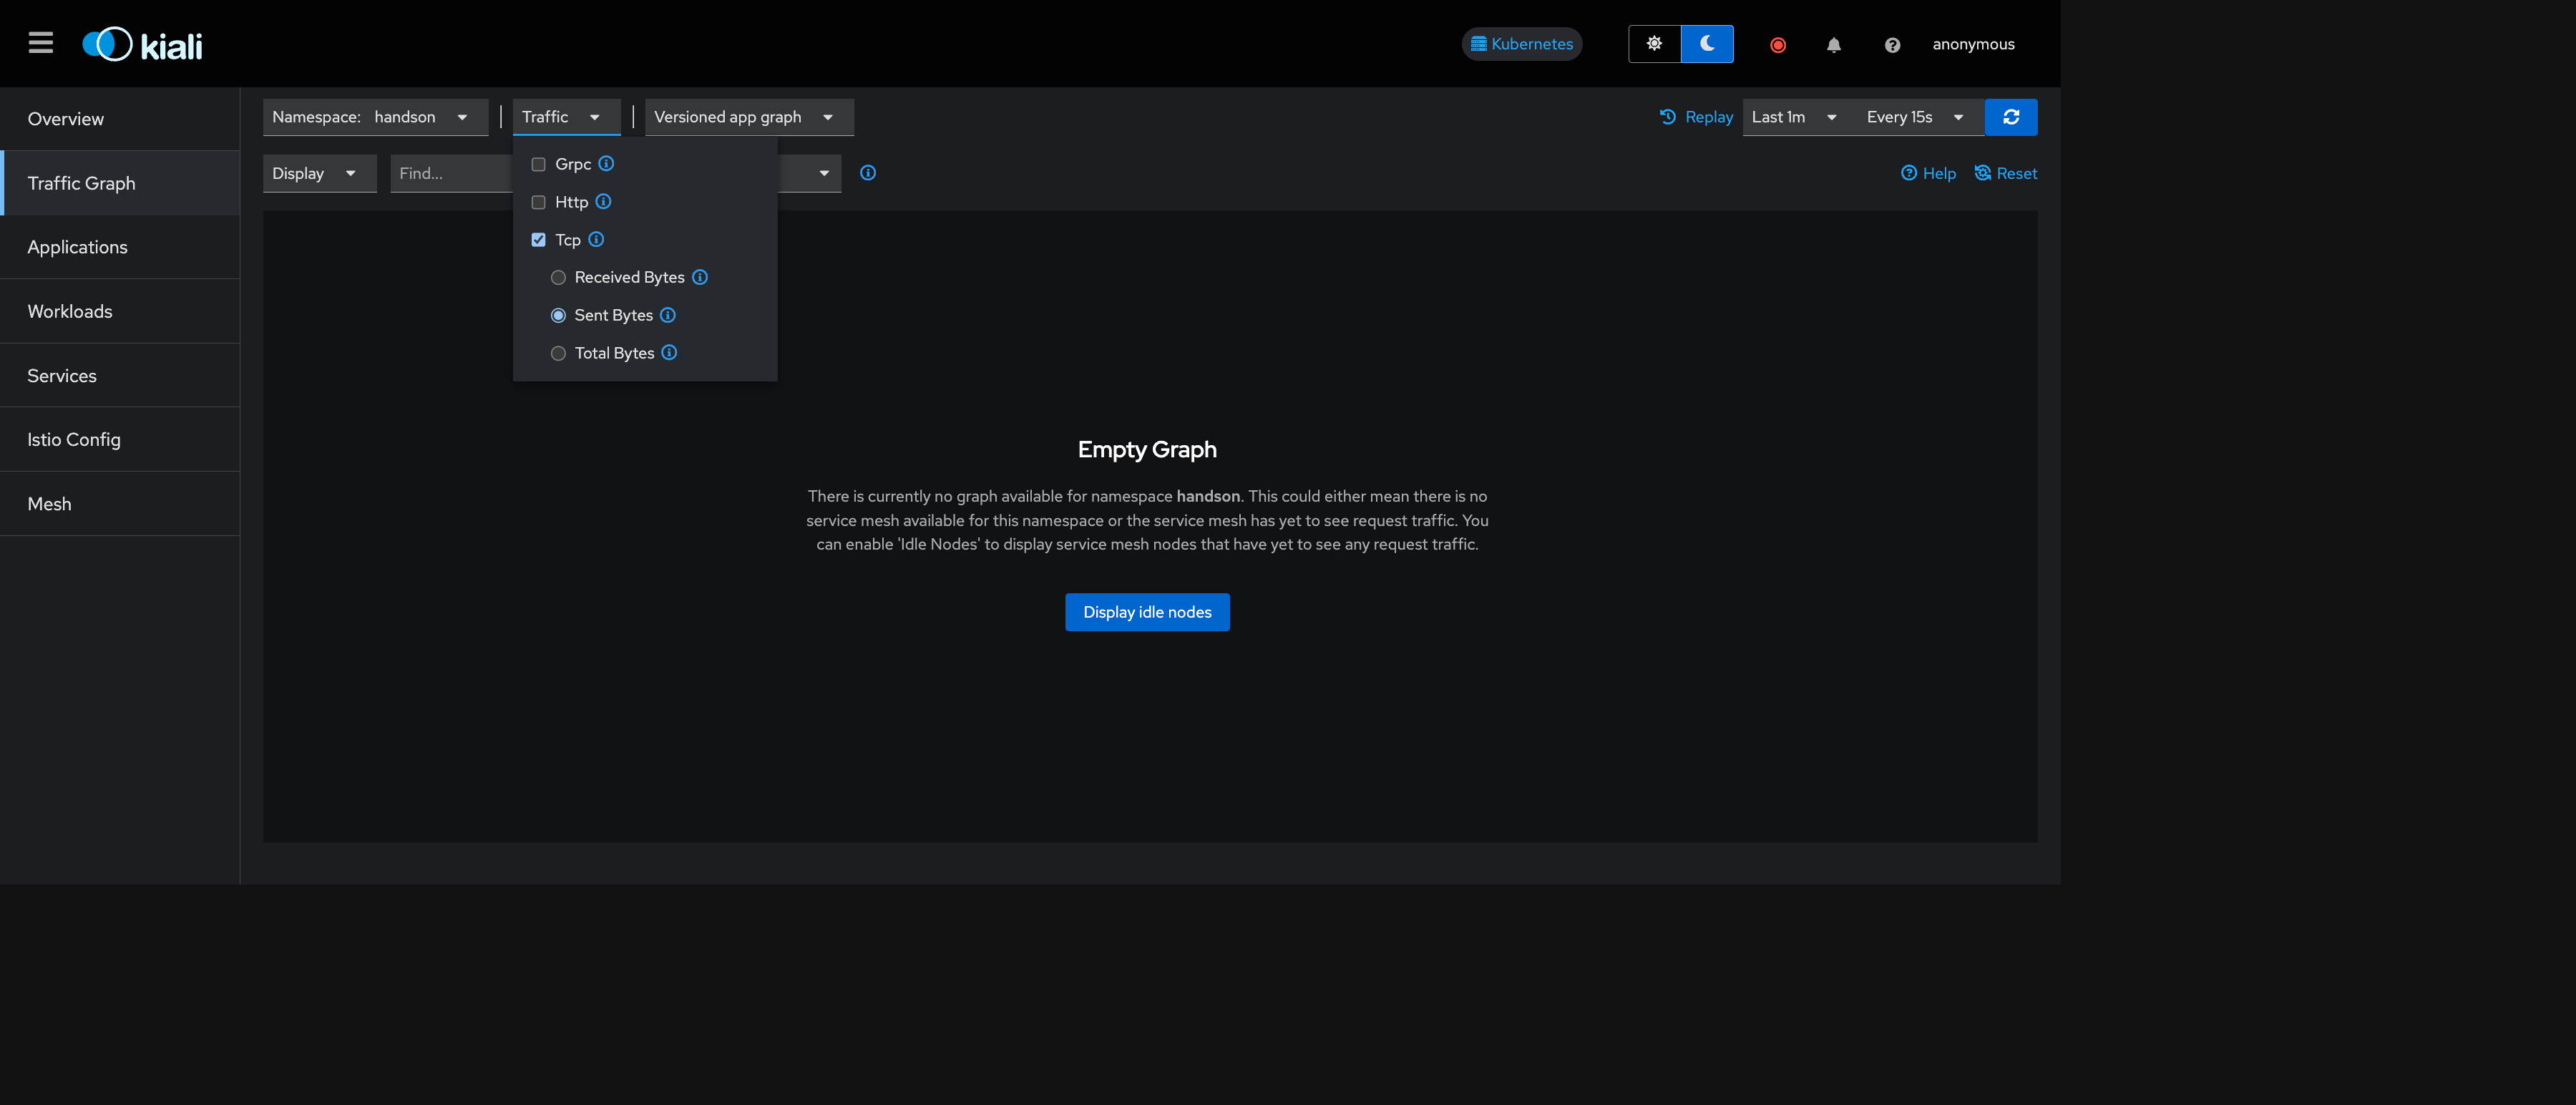 kiali
Kubernetes
anonymous
Overview
Traffic Graph
Applications
Workloads
Services
Istio Config
Mesh
Namespace: handson
Traffic
Versioned app graph
Replay
Last 1m
Every 15s
Display
Find...
Help
Reset
Grpc
Http
Tcp
Received Bytes
Sent Bytes
Total Bytes
Empty Graph
There is currently no graph available for namespace handson. This could either mean there is no
service mesh available for this namespace or the service mesh has yet to see request traffic. You
can enable 'Idle Nodes' to display service mesh nodes that have yet to see any request traffic.
Display idle nodes